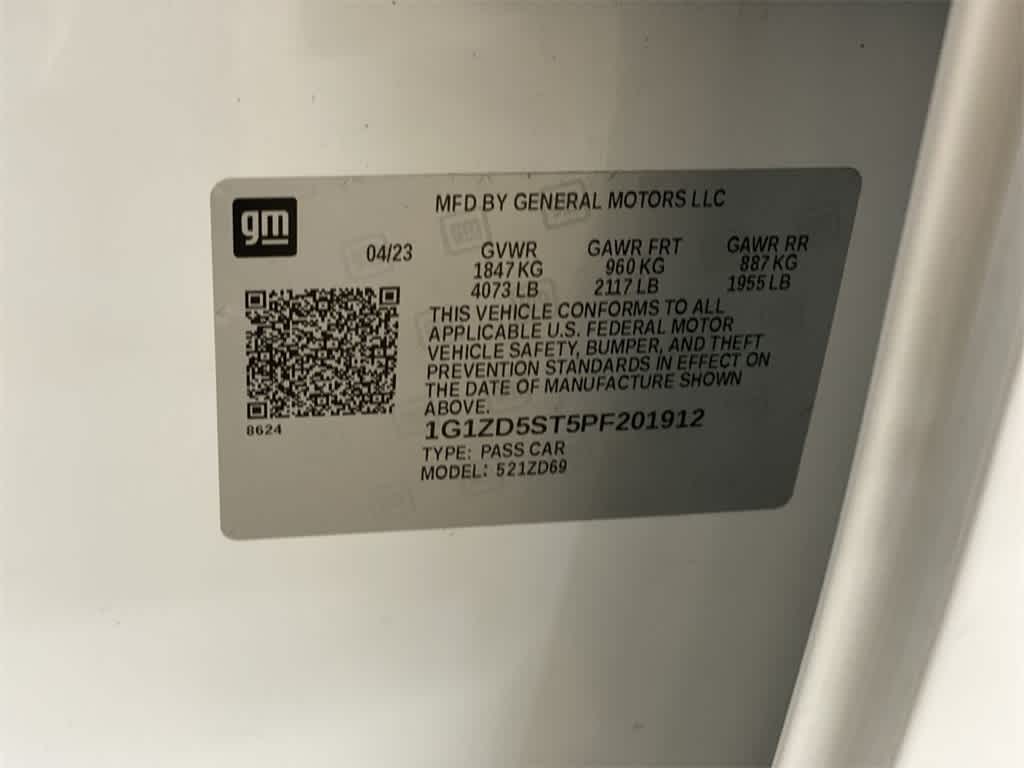 gm
MFD BY GENERAL MOTORS LLC
04/23 GVWR GAWR FRT GAWR RR
1847 KG 960 KG 887 KG
4073 LB 2117 LB 1955 LB
THIS VEHICLE CONFORMS TO ALL
APPLICABLE U.S. FEDERAL MOTOR
VEHICLE SAFETY, BUMPER, AND THEFT
PREVENTION STANDARDS IN EFFECT ON
THE DATE OF MANUFACTURE SHOWN
ABOVE.
8624
1G1ZD5ST5PF201912
TYPE: PASS CAR
MODEL: 521ZD69